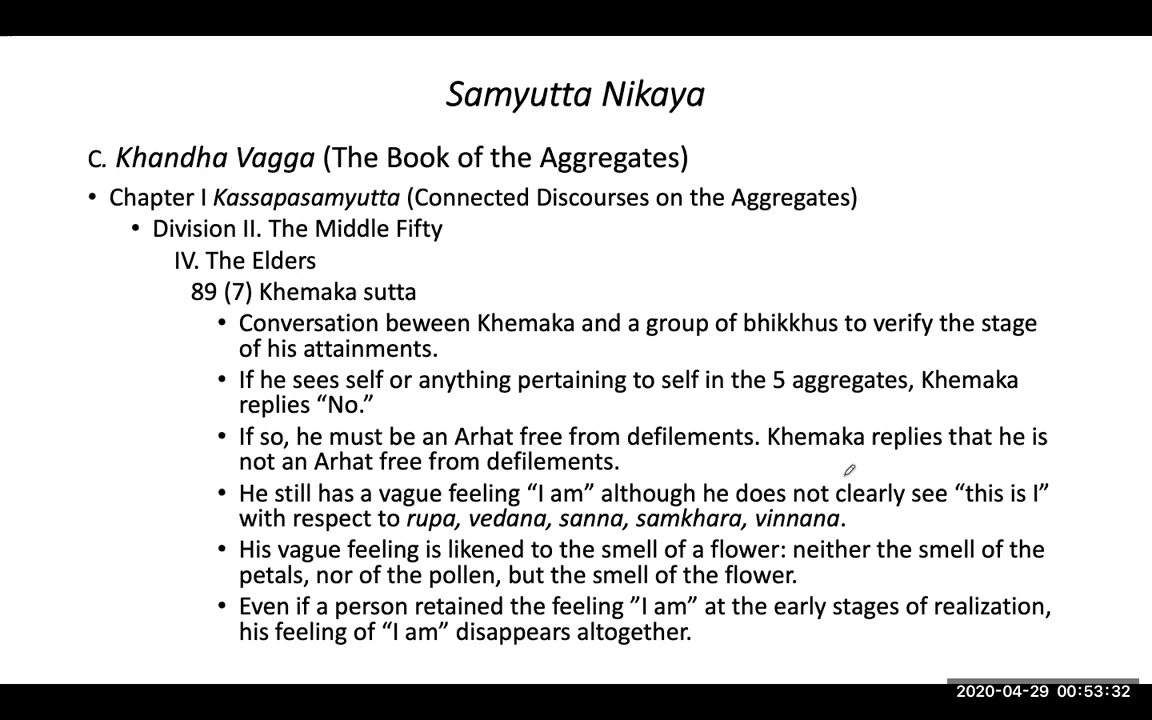 Samyutta Nikaya
C. Khandha Vagga (The Book of the Aggregates)
• Chapter I Kassapasamyutta (Connected Discourses on the Aggregates)
• Division II. The Middle Fifty
IV. The Elders
89 (7) Khemaka sutta
• Conversation beween Khemaka and a group of bhikkhus to verify the stage
of his attainments.
• If he sees self or anything pertaining to self in the 5 aggregates, Khemaka
replies “No.”
• If so, he must be an Arhat free from defilements. Khemaka replies that he is
not an Arhat free from defilements.
• He still has a vague feeling “I am” although he does not clearly see “this is I”
with respect to rupa, vedana, sanna, samkhara, vinnana.
• His vague feeling is likened to the smell of a flower: neither the smell of the
petals, nor of the pollen, but the smell of the flower.
• Even if a person retained the feeling ”I am” at the early stages of realization,
his feeling of “I am” disappears altogether.
2020-04-29 00:53:32